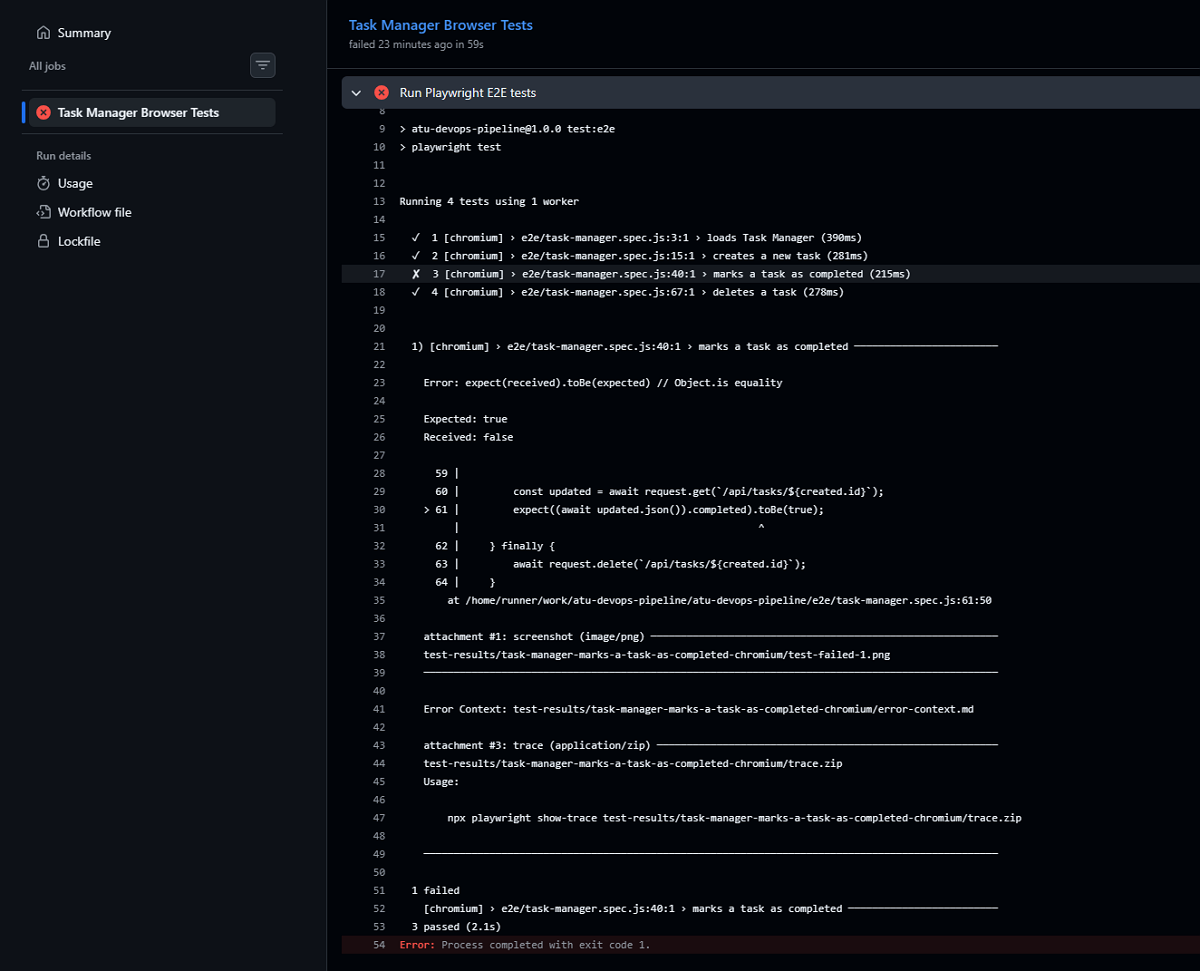 Summary
All jobs
Task Manager Browser Tests
Run details
Usage
Workflow file
Lockfile
Task Manager Browser Tests
failed 23 minutes ago in 59s
Run Playwright E2E tests
8
9 > atu-devops-pipeline@1.0.0 test:e2e
10 > playwright test
11
12
13 Running 4 tests using 1 worker
14
15 ✓ 1 [chromium] › e2e/task-manager.spec.js:3:1 › loads Task Manager (390ms)
16 ✓ 2 [chromium] › e2e/task-manager.spec.js:15:1 › creates a new task (281ms)
17 ✗ 3 [chromium] › e2e/task-manager.spec.js:40:1 › marks a task as completed (215ms)
18 ✓ 4 [chromium] › e2e/task-manager.spec.js:67:1 › deletes a task (278ms)
19
20
21 1) [chromium] › e2e/task-manager.spec.js:40:1 › marks a task as completed ────────────────────────
22
23 Error: expect(received).toBe(expected) // Object.is equality
24
25 Expected: true
26 Received: false
27
28 59 |
29 60 | const updated = await request.get(`/api/tasks/${created.id}`);
30 > 61 | expect((await updated.json()).completed).toBe(true);
31 | ^
32 62 | } finally {
33 63 | await request.delete(`/api/tasks/${created.id}`);
34 64 | }
35 at /home/runner/work/atu-devops-pipeline/atu-devops-pipeline/e2e/task-manager.spec.js:61:50
36
37 attachment #1: screenshot (image/png) ──────────────────────────────────────────────────────────
38 test-results/task-manager-marks-a-task-as-completed-chromium/test-failed-1.png
39 ────────────────────────────────────────────────────────────────────────────────────────────────
40
41 Error Context: test-results/task-manager-marks-a-task-as-completed-chromium/error-context.md
42
43 attachment #3: trace (application/zip) ─────────────────────────────────────────────────────────
44 test-results/task-manager-marks-a-task-as-completed-chromium/trace.zip
45 Usage:
46
47 npx playwright show-trace test-results/task-manager-marks-a-task-as-completed-chromium/trace.zip
48
49 ────────────────────────────────────────────────────────────────────────────────────────────────
50
51 1 failed
52 [chromium] › e2e/task-manager.spec.js:40:1 › marks a task as completed ─────────────────────────
53 3 passed (2.1s)
54 Error: Process completed with exit code 1.